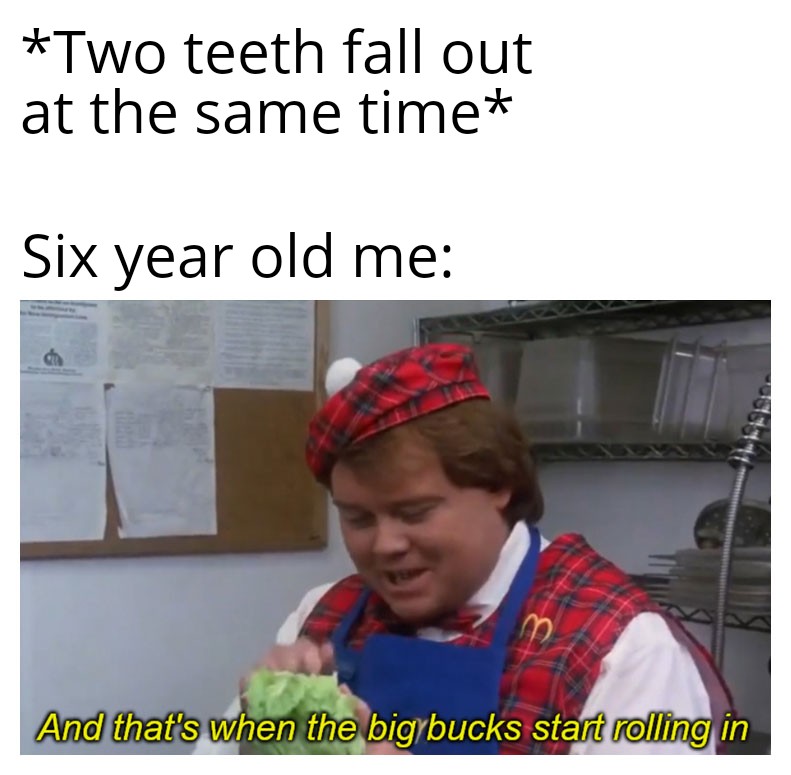 *Two teeth fall out
at the same time*
Six year old me:
And that's when the big bucks start rolling in